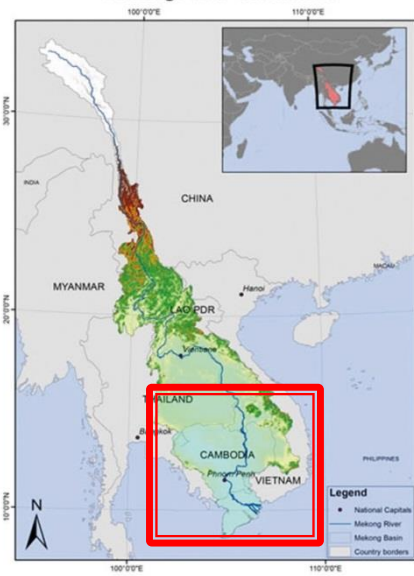 100°0'0"E 110°0'0"E
30°0'0"N
INDIA
CHINA
MYANMAR
Hanoi
MACAU
LAO PDR
20°0'0"N
Vientiane
THAILAND
Bangkok
CAMBODIA
Phnom Penh
VIETNAM
PHILIPPINES
10°0'0"N
N
Legend
National Capitals
Mekong River
Mekong Basin
Country borders
100°0'0"E 110°0'0"E